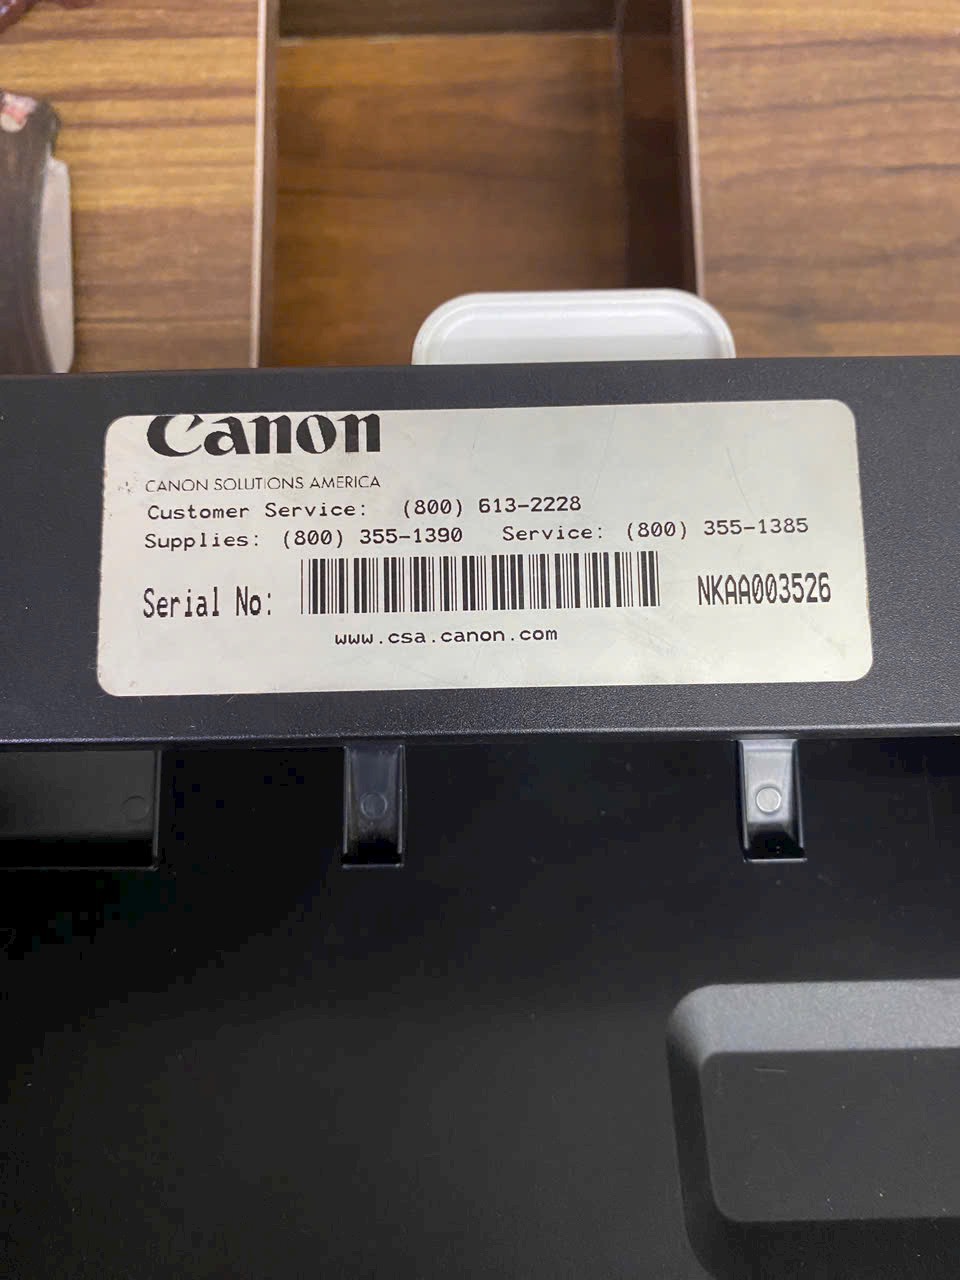 Canon
CANON SOLUTIONS AMERICA
Customer Service: (800) 613-2228
Supplies: (800) 355-1390 Service: (800) 355-1385
Serial No: NKAA003526
www.csa.canon.com